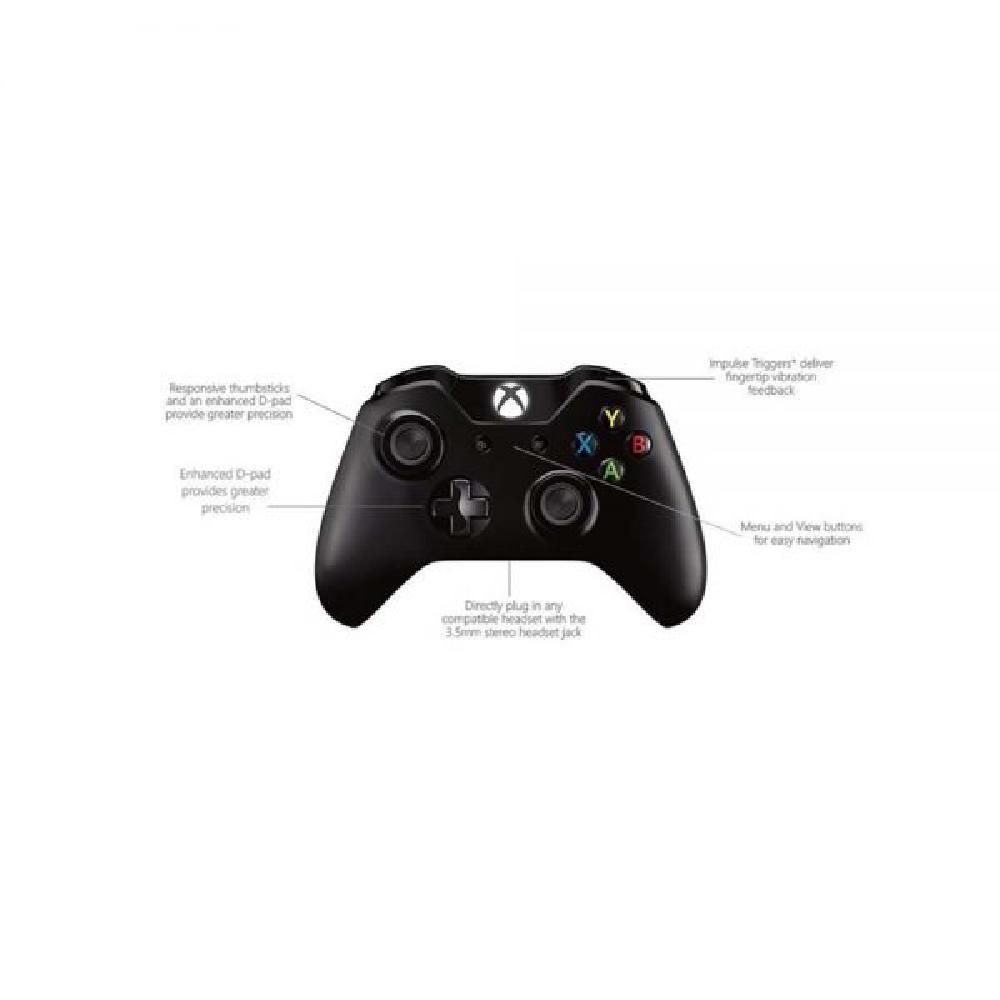 Impulse Triggers* deliver
fingertip vibration
feedback
Responsive thumbsticks
and an enhanced D-pad
provide greater precision
Y
X
B
A
Enhanced D-pad
provides greater
precision
Menu and View buttons
for easy navigation
Directly plug in any
compatible headset with the
3.5mm stereo headset jack